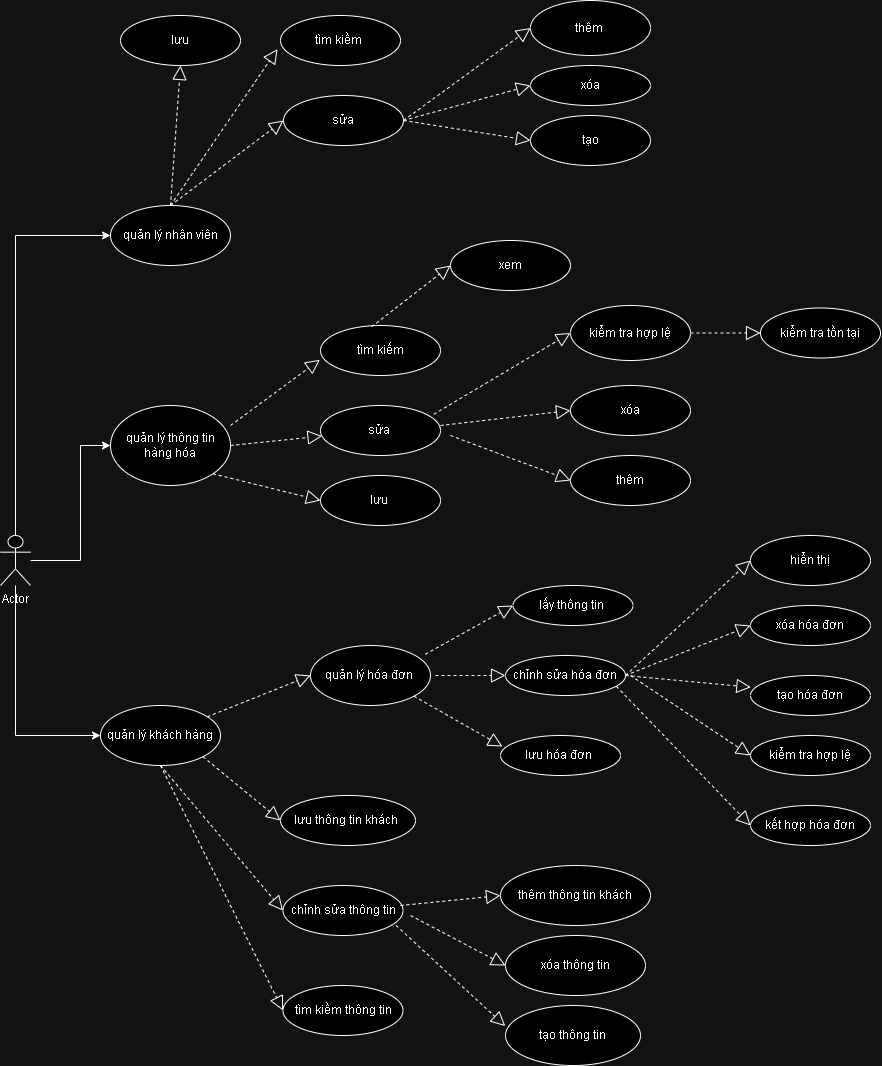 lưu
tìm kiềm
thêm
xóa
sửa
tạo
quản lý nhân viên
xem
kiểm tra hợp lệ
kiểm tra tồn tại
tìm kiếm
xóa
quản lý thông tin
hàng hóa
sửa
thêm
lưu
Actor
hiển thị
lấy thông tin
xóa hóa đơn
quản lý hóa đơn
chỉnh sửa hóa đơn
tạo hóa đơn
quản lý khách hàng
lưu hóa đơn
kiểm tra hợp lệ
lưu thông tin khách
kết hợp hóa đơn
thêm thông tin khách
chỉnh sửa thông tin
xóa thông tin
tìm kiềm thông tin
tạo thông tin